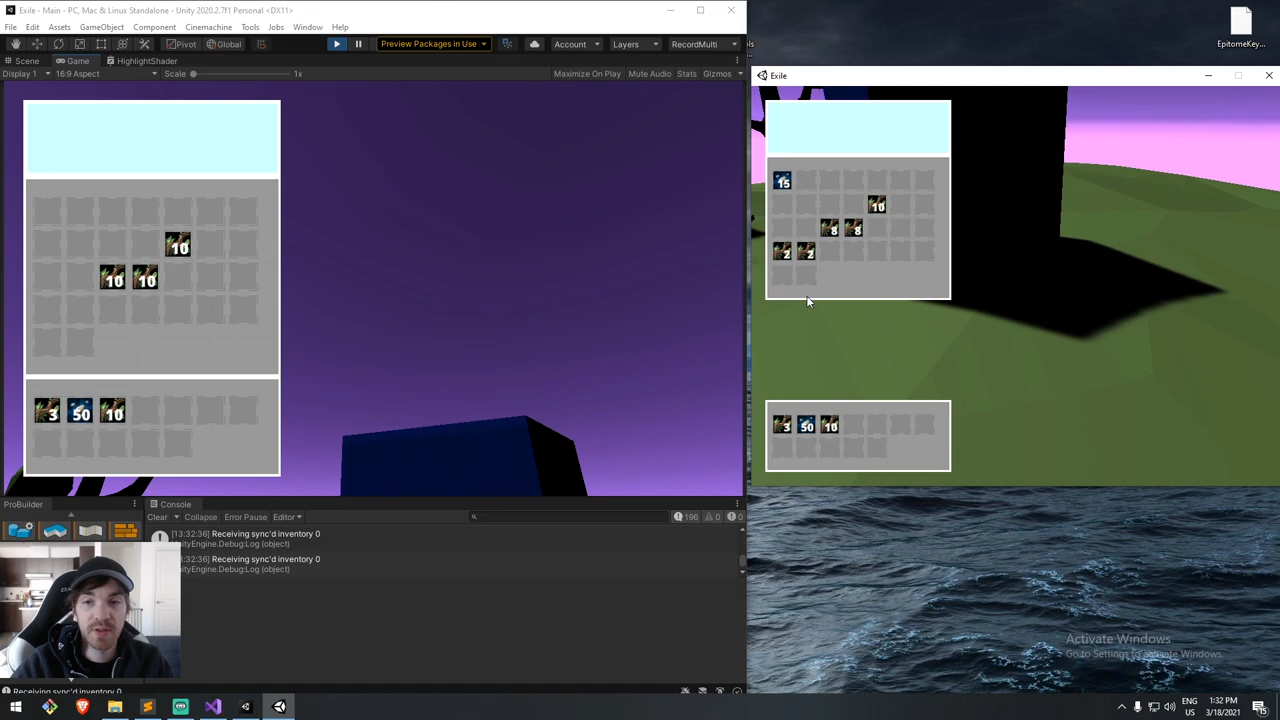 Exile - Main - PC, Mac & Linux Standalone - Unity 2020.2.7f1 Personal <DX11>
File Edit Assets GameObject Component Cinemachine Tools Jobs Window Help
Pivot Global Preview Packages in Use Account Layers RecordMulti
Scene Game HighlightShader
Display 1 16:9 Aspect Scale 1x Maximize On Play Mute Audio Stats Gizmos
10
10 10
3 50 10
ProBuilder
Console
Clear Collapse Error Pause Editor 196 0 0
[13:32:36] Receiving sync'd inventory 0
UnityEngine.Debug:Log (object)
Receiving sync'd inventory 0
Debug:Log (object)
Receiving sync'd inventory 0
EpitomeKey...
Exile
15
10
8 8
2 2
3 50 10
Activate Windows
Go to Settings to activate Windows.
ENG
US
1:32 PM
3/18/2021
15